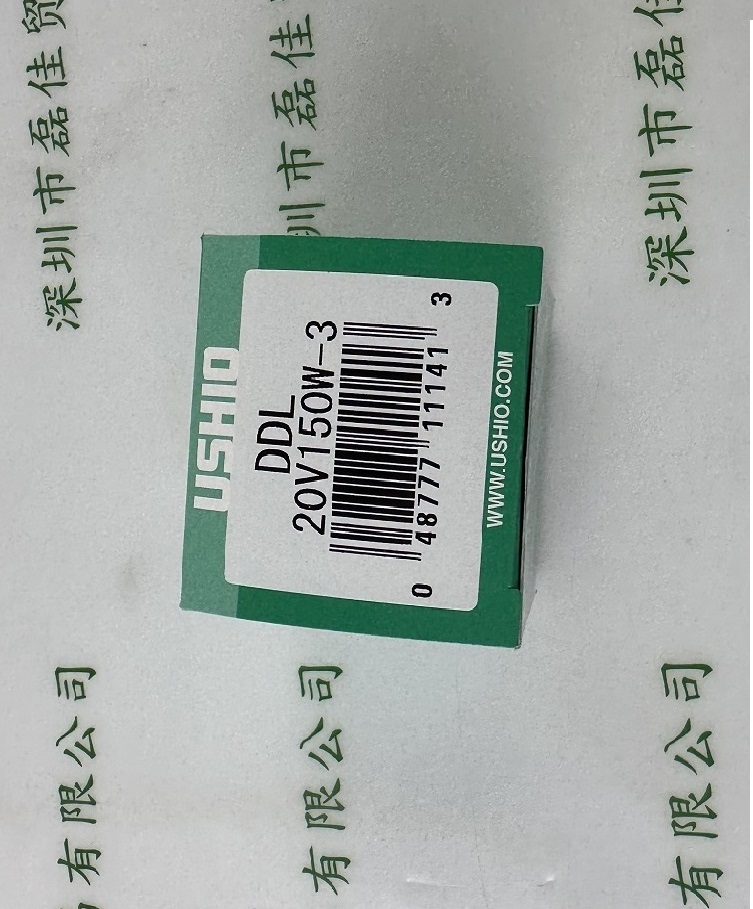 USHIO
DDL
20V150W-3
0 48777 11141 3
WWW.USHIO.COM
深圳市磊佳贸
有限公司
圳市磊佳
有限公司
深圳市磊佳
有限公司